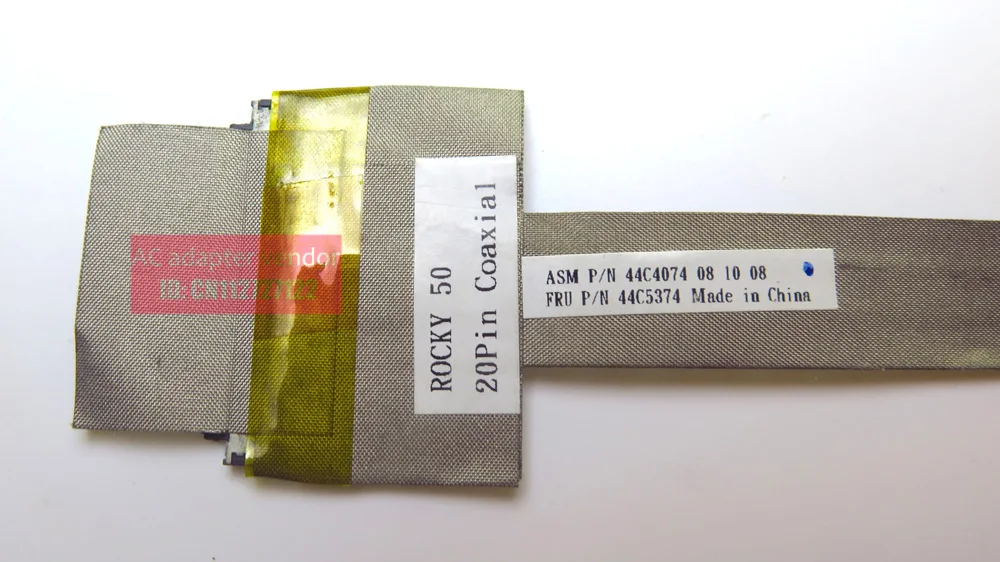 AC adapter vendor
ROCKY 50
20Pin Coaxial
ASM P/N 44C4074 08 10 08
FRU P/N 44C5374 Made in China